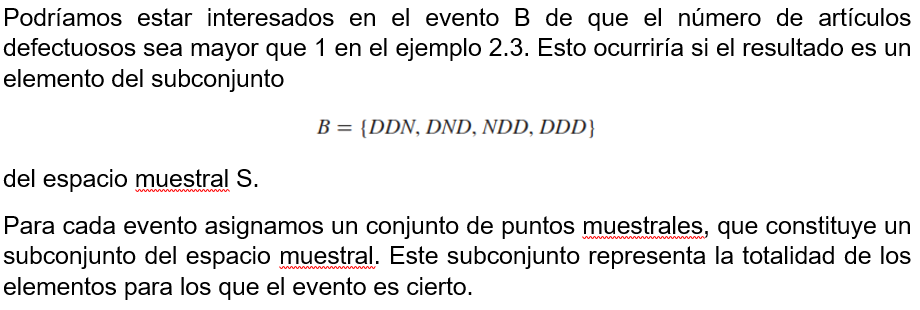 Podríamos estar interesados en el evento B de que el número de artículos
defectuosos sea mayor que 1 en el ejemplo 2.3. Esto ocurriría si el resultado es un
elemento del subconjunto
B = {DDN, DND, NDD, DDD}
del espacio muestral S.
Para cada evento asignamos un conjunto de puntos muestrales, que constituye un
subconjunto del espacio muestral. Este subconjunto representa la totalidad de los
elementos para los que el evento es cierto.